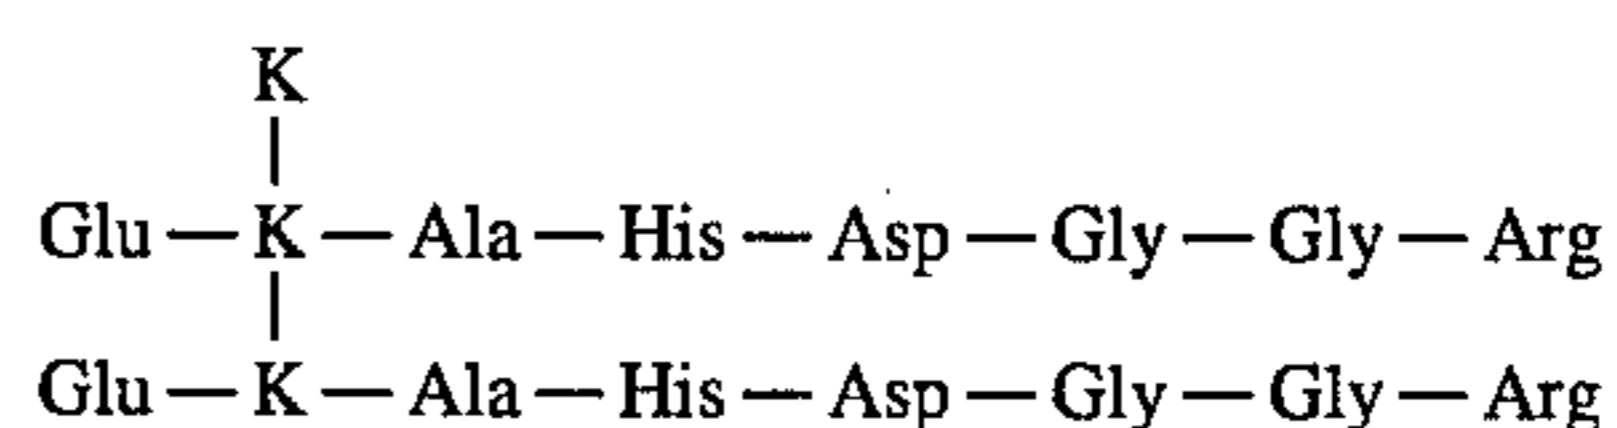 K
Glu — K — Ala — His — Asp — Gly — Gly — Arg
Glu — K — Ala — His — Asp — Gly — Gly — Arg